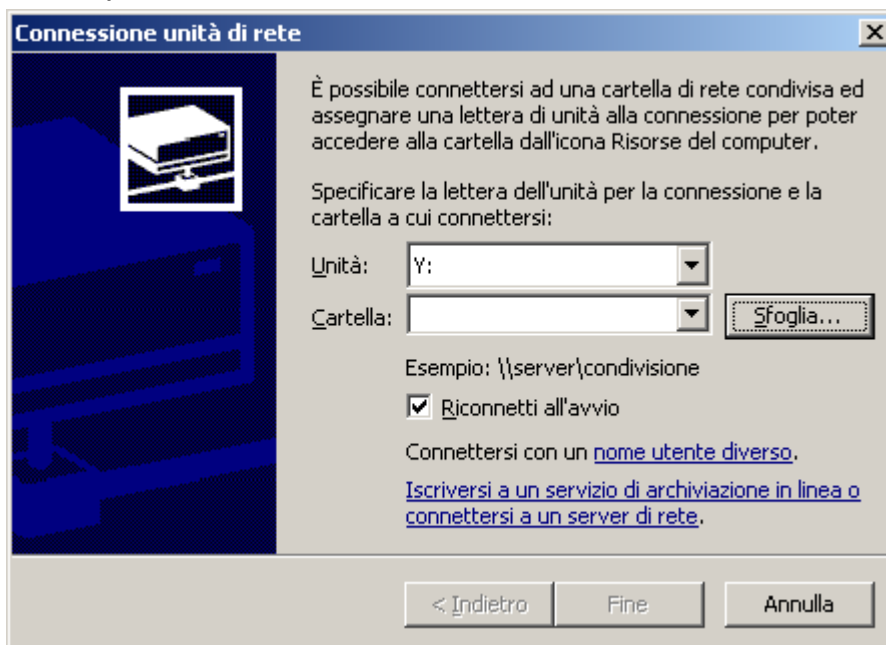 Connessione unità di rete
È possibile connettersi ad una cartella di rete condivisa ed
assegnare una lettera di unità alla connessione per poter
accedere alla cartella dall'icona Risorse del computer.
Specificare la lettera dell'unità per la connessione e la
cartella a cui connettersi:
Unità: Y:
Cartella: Sfoglia...
Esempio: \\server\condivisione
Riconnetti all'avvio
Connettersi con un nome utente diverso.
Iscriversi a un servizio di archiviazione in linea o
connettersi a un server di rete.
< Indietro Fine Annulla